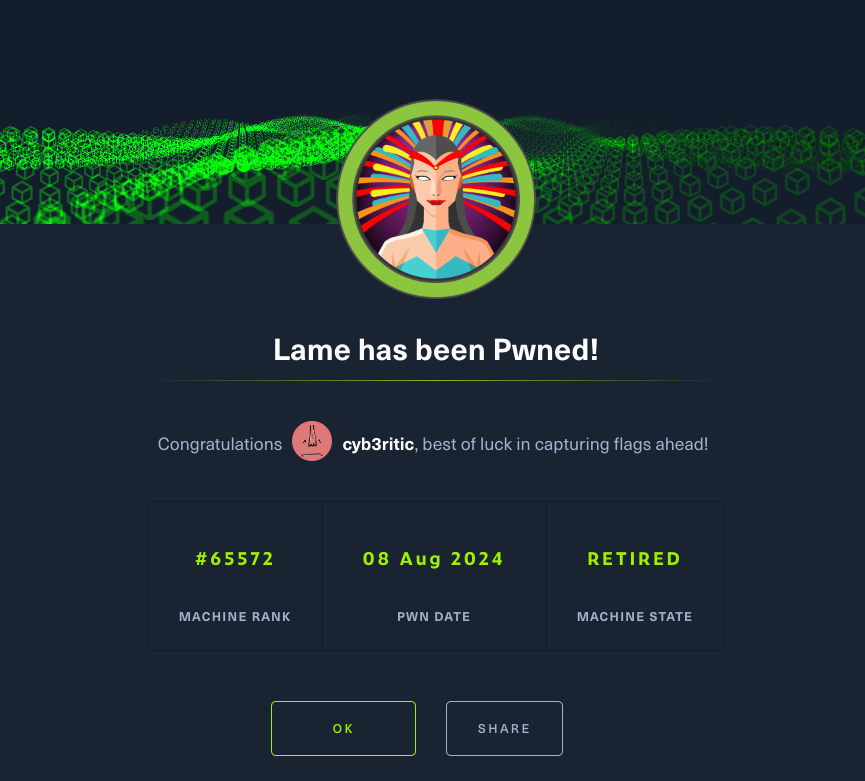 Lame has been Pwned!
Congratulations cyb3ritic, best of luck in capturing flags ahead!
#65572 08 Aug 2024 RETIRED
MACHINE RANK PWN DATE MACHINE STATE
OK SHARE